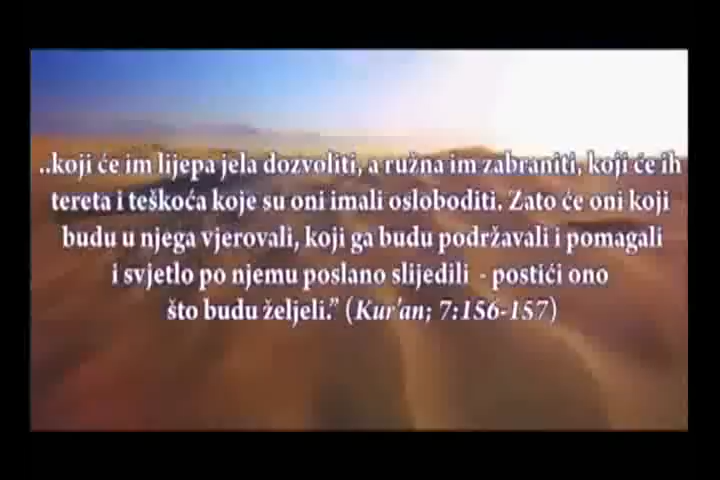 ..koji će im lijepa jela dozvoliti, a ružna im zabraniti, koji će ih
tereta i teškoća koje su oni imali osloboditi. Zato će oni koji
budu u njega vjerovali, koji ga budu podržavali i pomagali
i svjetlo po njemu poslano slijedili - postići ono
što budu željeli.” (Kur'an; 7:156-157)